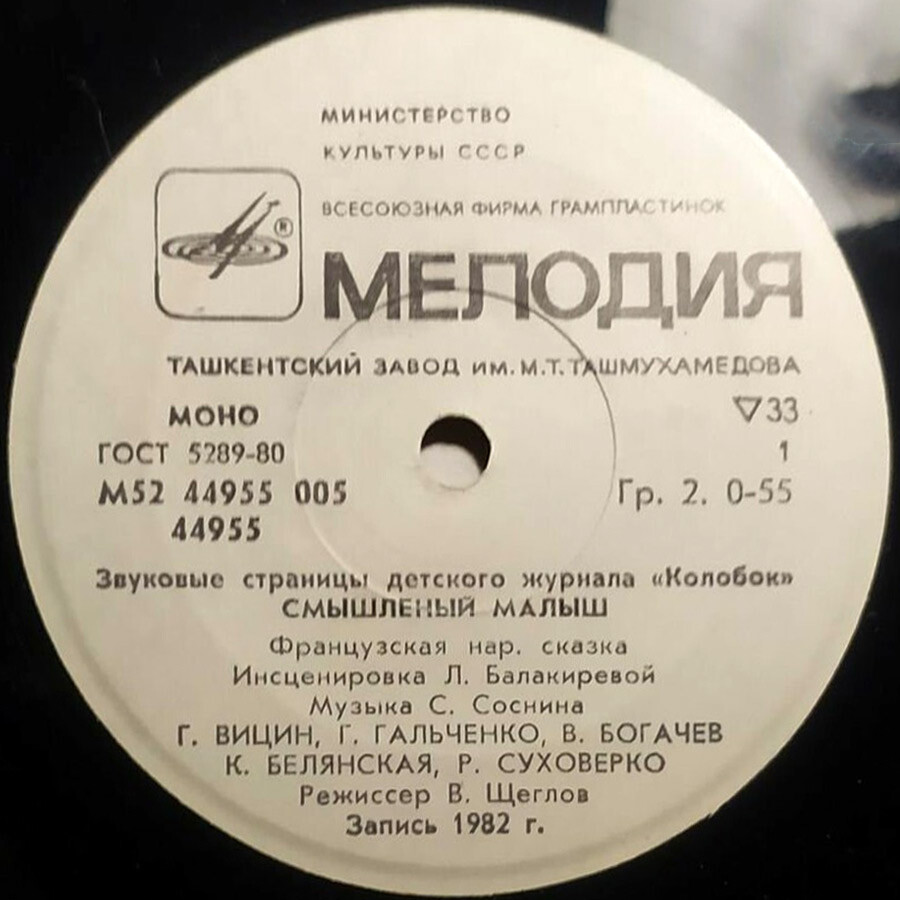 МИНИСТЕРСТВО
КУЛЬТУРЫ СССР
ВСЕСОЮЗНАЯ ФИРМА ГРАМПЛАСТИНОК
®
МЕЛОДИЯ
ТАШКЕНТСКИЙ ЗАВОД ИМ. М.Т. ТАШМУХАМЕДОВА
МОНО ▽33
ГОСТ 5289-80 1
М52 44955 005 Гр. 2. 0-55
44955
Звуковые страницы детского журнала «Колобок»
СМЫШЛЕНЫЙ МАЛЫШ
Французская нар. сказка
Инсценировка Л. Балакиревой
Музыка С. Соснина
Г. ВИЦИН, Г. ГАЛЬЧЕНКО, В. БОГАЧЕВ
К. БЕЛЯНСКАЯ, Р. СУХОВЕРКО
Режиссер В. Щеглов
Запись 1982 г.